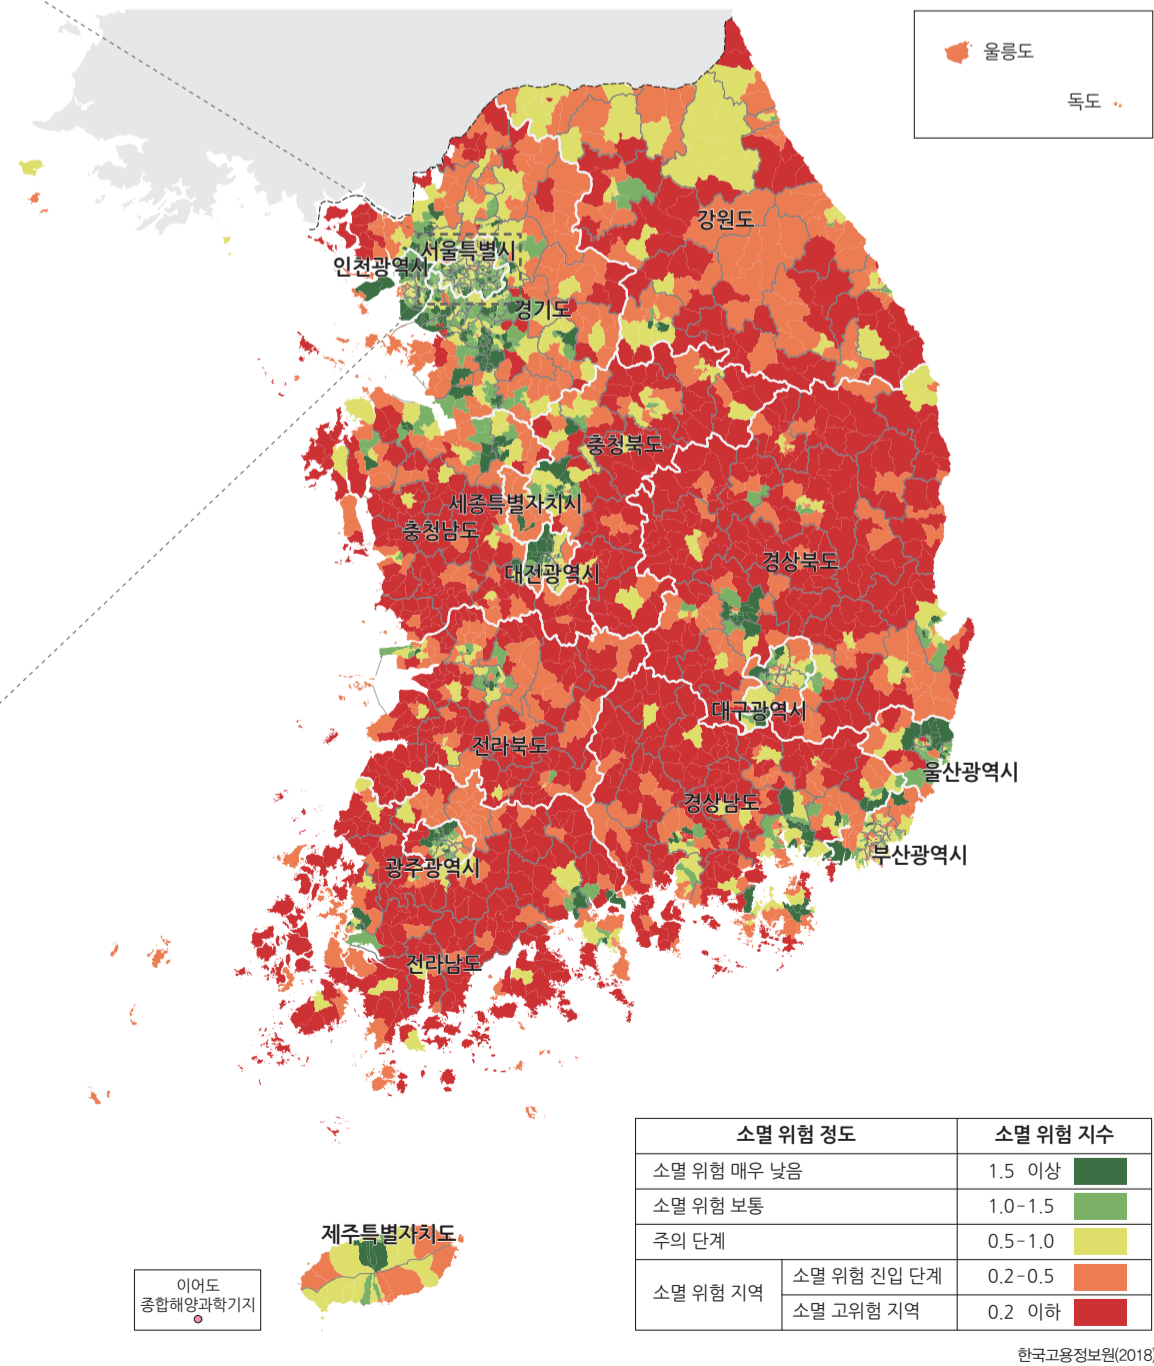 울릉도
독도
강원도
서울특별시
인천광역시
경기도
충청북도
세종특별자치시
충청남도
대전광역시
경상북도
대구광역시
전라북도
울산광역시
경상남도
부산광역시
광주광역시
전라남도
제주특별자치도
이어도
종합해양과학기지
소멸 위험 정도 소멸 위험 지수
소멸 위험 매우 낮음 1.5 이상
소멸 위험 보통 1.0-1.5
주의 단계 0.5-1.0
소멸 위험 지역 소멸 위험 진입 단계 0.2-0.5
소멸 고위험 지역 0.2 이하
한국고용정보원(2018)